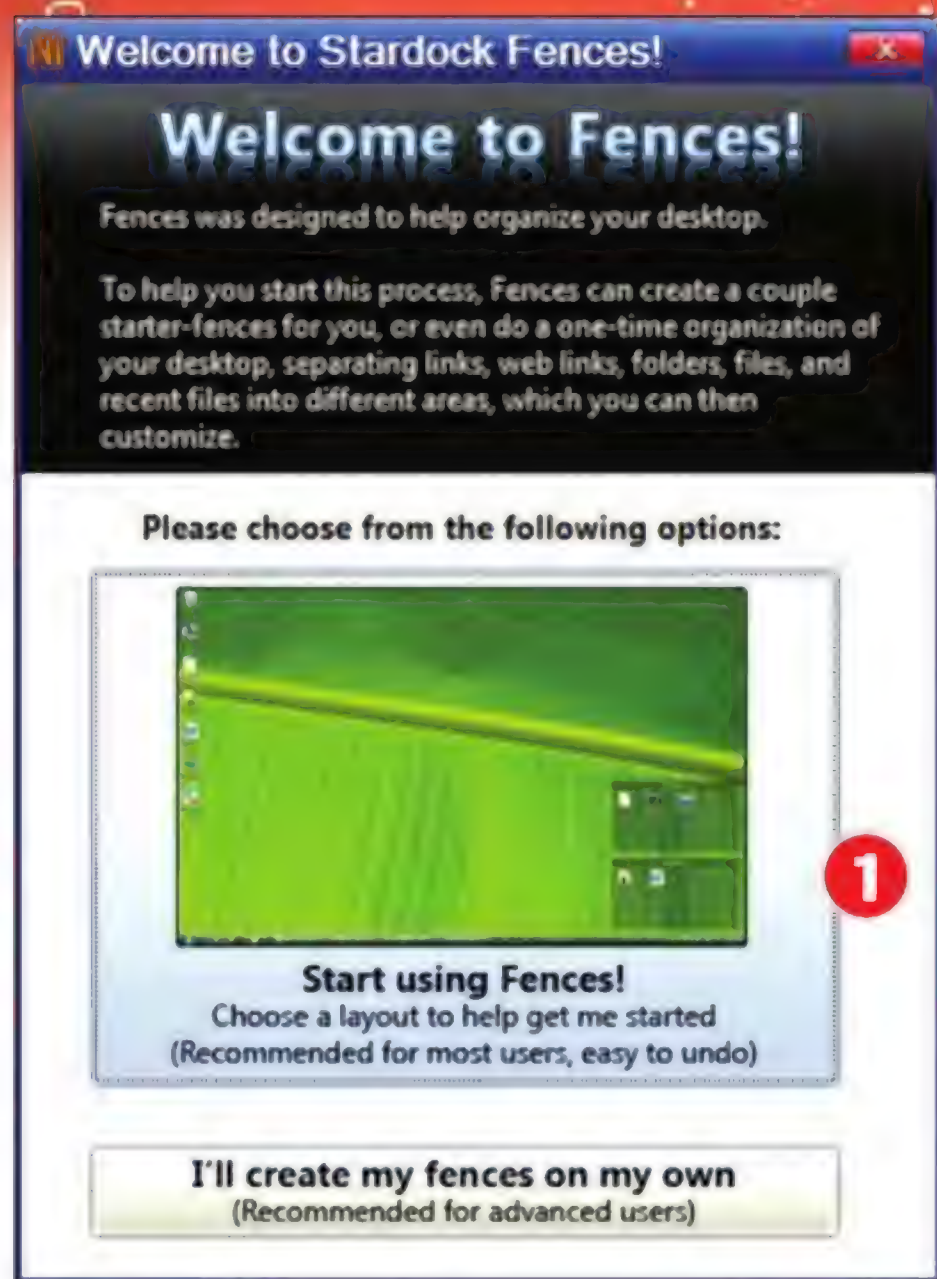 Welcome to Stardock Fences!
Welcome to Fences!
Fences was designed to help organize your desktop.
To help you start this process, Fences can create a couple
starter-fences for you, or even do a one-time organization of
your desktop, separating links, web links, folders, files, and
recent files into different areas, which you can then
customize.
Please choose from the following options:
1
Start using Fences!
Choose a layout to help get me started
(Recommended for most users, easy to undo)
I'll create my fences on my own
(Recommended for advanced users)